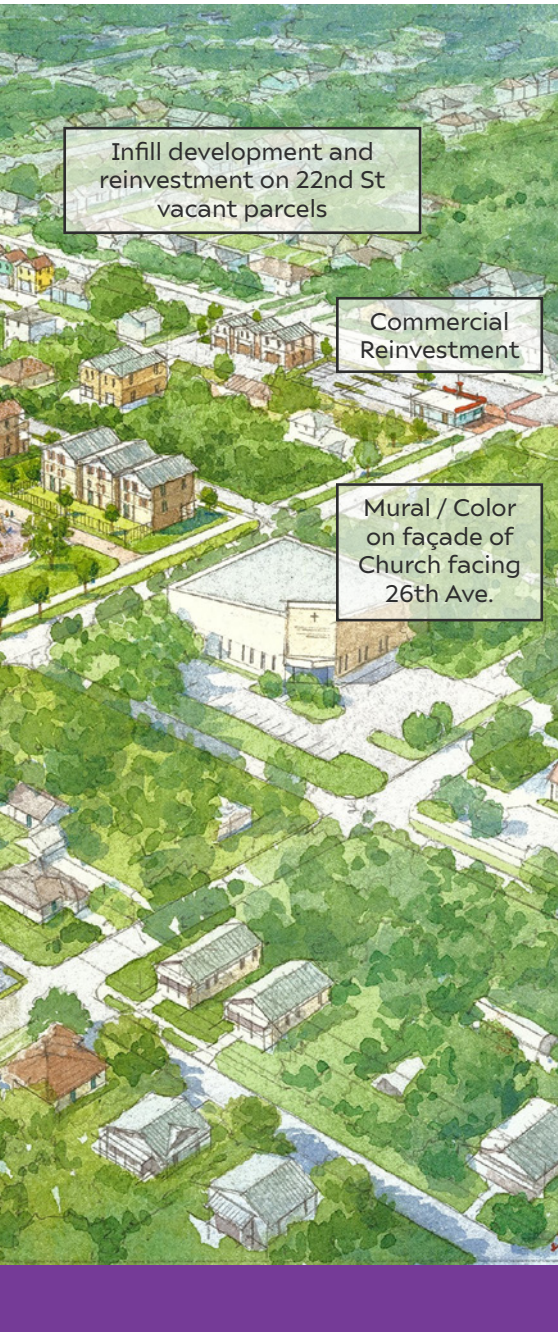 Infill development and
reinvestment on 22nd St
vacant parcels
Commercial
Reinvestment
Mural / Color
on façade of
Church facing
26th Ave.